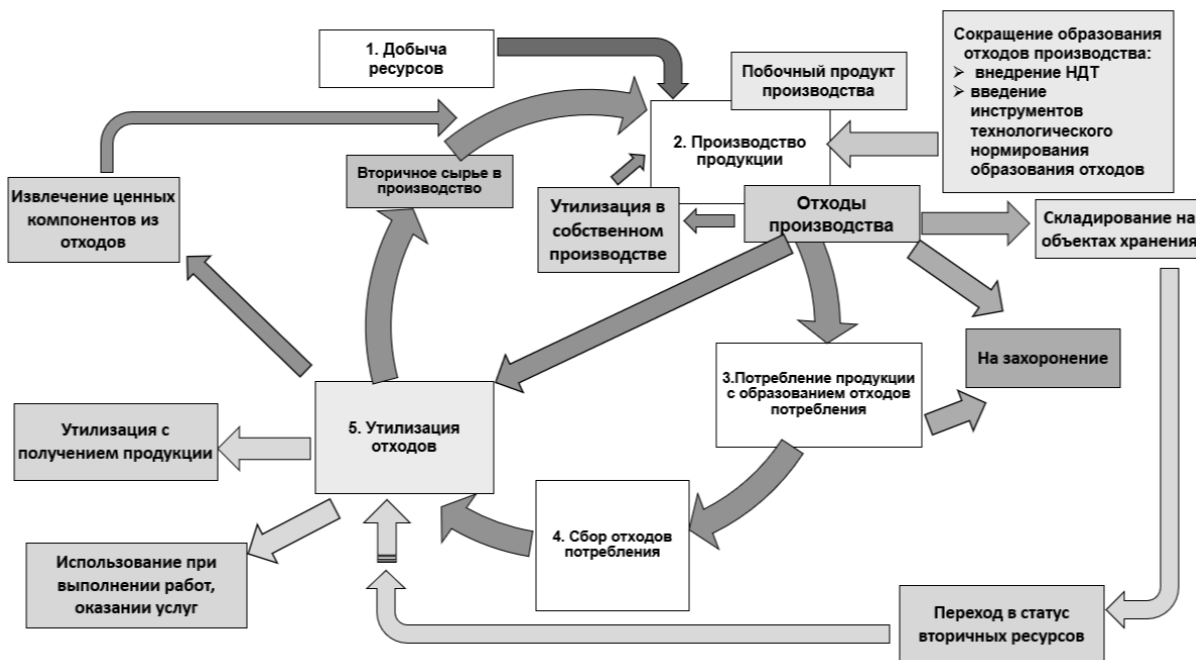 1. Добыча
ресурсов
Побочный продукт
производства
Сокращение образования
отходов производства:
➢ внедрение НДТ
➢ введение
инструментов
технологического
нормирования
образования отходов
2. Производство
продукции
Вторичное сырье в
производство
Извлечение ценных
компонентов из
отходов
Утилизация в
собственном
производстве
Отходы
производства
Складирование на
объектах хранения
На захоронение
3.Потребление продукции
с образованием отходов
потребления
5. Утилизация
отходов
Утилизация с
получением продукции
4. Сбор отходов
потребления
Использование при
выполнении работ,
оказании услуг
Переход в статус
вторичных ресурсов